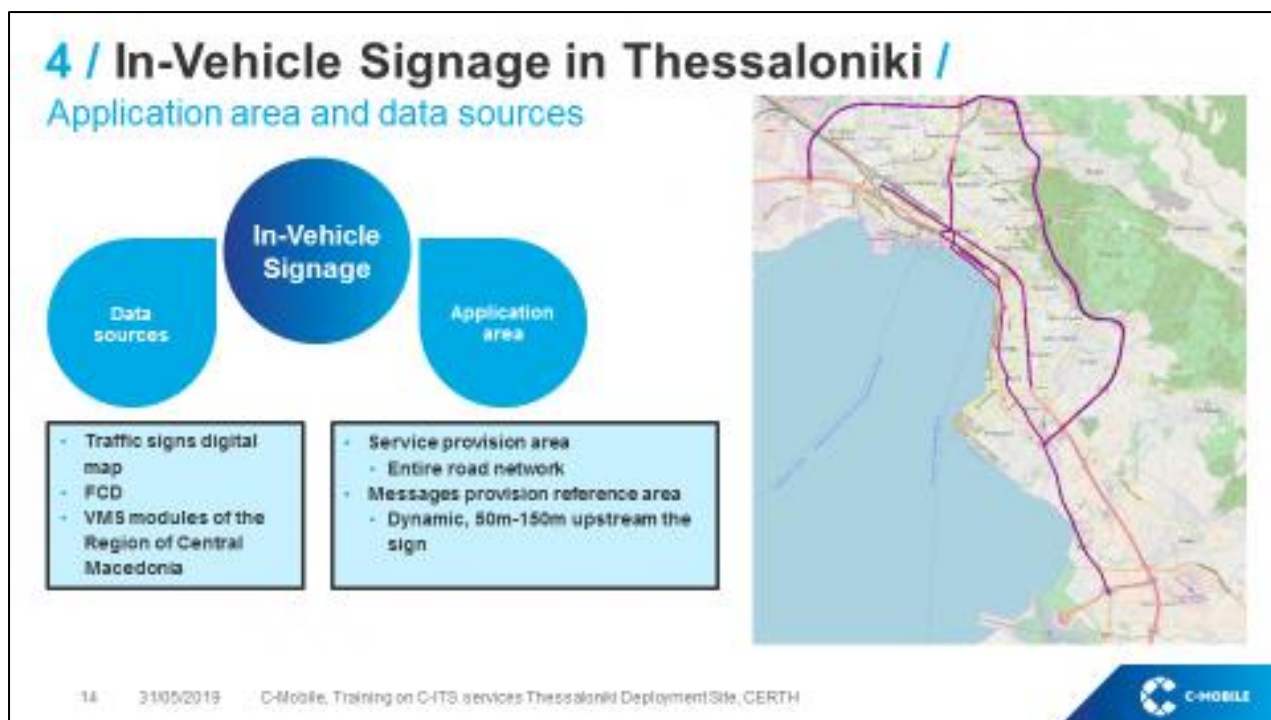 4 / In-Vehicle Signage in Thessaloniki /
Application area and data sources
In-Vehicle
Signage
Data
sources
Application
area
· Traffic signs digital
map
· FCD
· VMS modules of the
Region of Central
Macedonia
· Service provision area
· Entire road network
· Messages provision reference area
· Dynamic, 50m-150m upstream the
sign
14 31/05/2019 C-Mobile, Training on C-ITS services Thessaloniki Deployment Site, CERTH
C-MOBILE